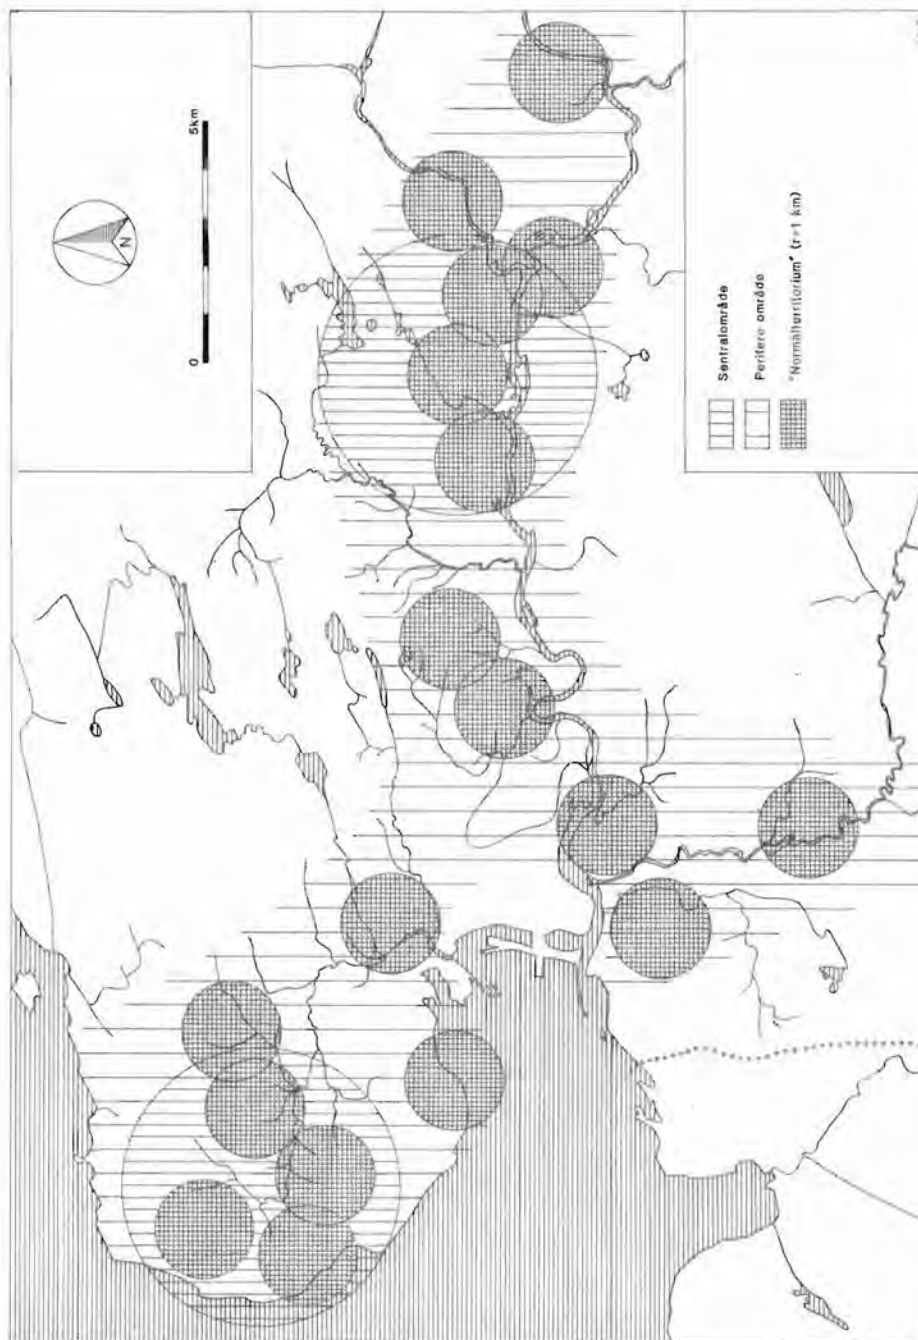 N
0 5km
Sentralområde
Perifere område
"Normalterritorium" (r=1 km)